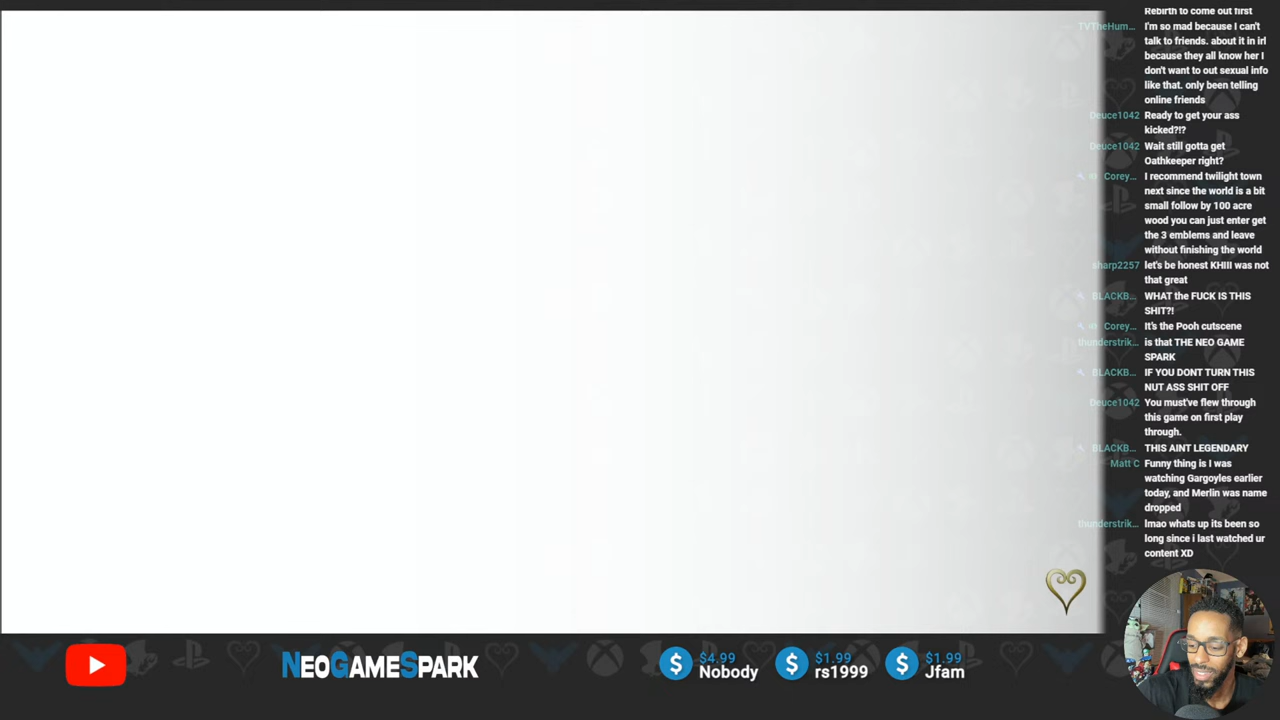 Rebirth to come out first
TVTheHum… I'm so mad because I can't
talk to friends. about it in irl
because they all know her I
don't want to out sexual info
like that. only been telling
online friends
Deuce1042 Ready to get your ass
kicked?!?
Deuce1042 Wait still gotta get
Oathkeeper right?
Corey… I recommend twilight town
next since the world is a bit
small follow by 100 acre
wood you can just enter get
the 3 emblems and leave
without finishing the world
sharp2257 let's be honest KHIII was not
that great
BLACKB… WHAT the FUCK IS THIS
SHIT?!
Corey… It's the Pooh cutscene
thunderstrik… is that THE NEO GAME
SPARK
BLACKB… IF YOU DONT TURN THIS
NUT ASS SHIT OFF
Deuce1042 You must've flew through
this game on first play
through.
BLACKB… THIS AINT LEGENDARY
Matt C Funny thing is I was
watching Gargoyles earlier
today, and Merlin was name
dropped
thunderstrik… lmao whats up its been so
long since i last watched ur
content XD
NEOGAMESPARK
$ $4.99 Nobody
$ $1.99 rs1999
$ $1.99 Jfam